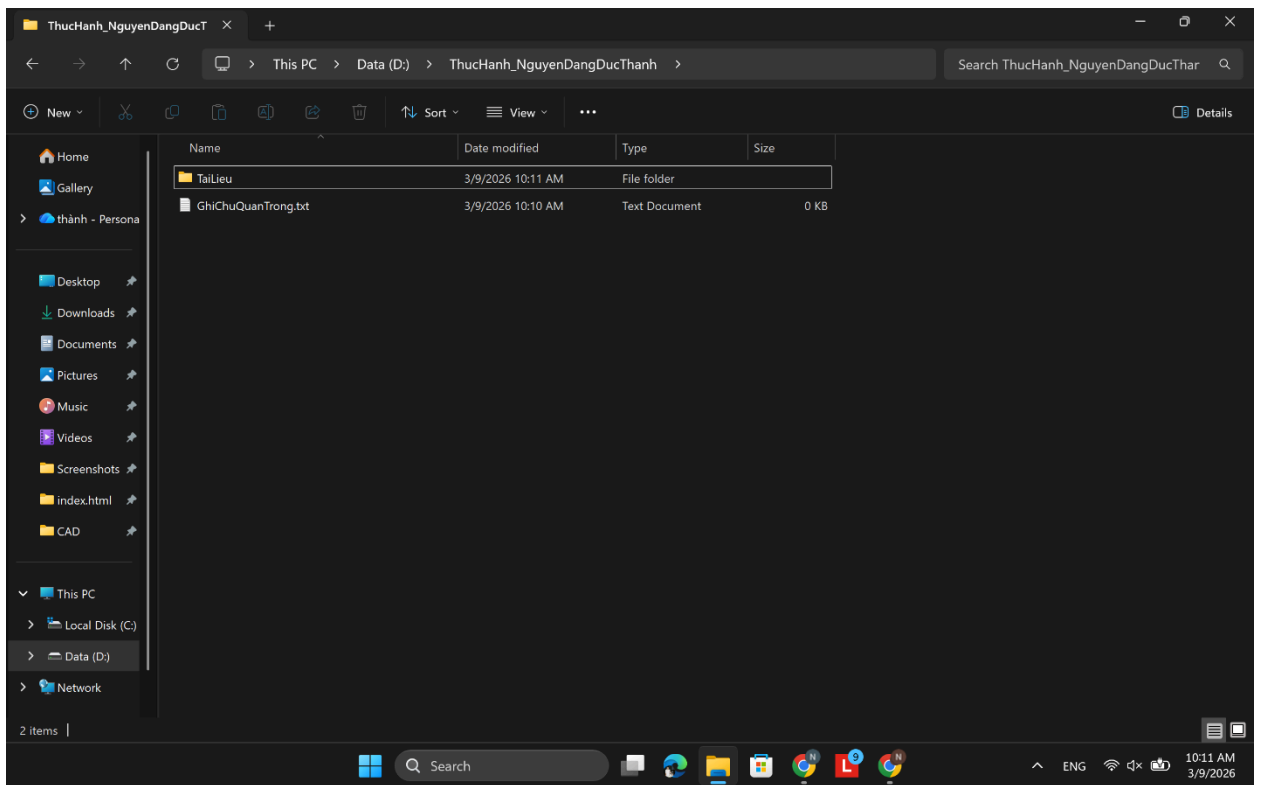 ThucHanh_NguyenDangDucT
This PC > Data (D:) > ThucHanh_NguyenDangDucThanh >
Search ThucHanh_NguyenDangDucThar
New
Sort
View
Details
Name Date modified Type Size
TaiLieu 3/9/2026 10:11 AM File folder
GhiChuQuanTrong.txt 3/9/2026 10:10 AM Text Document 0 KB
Home
Gallery
thành - Persona
Desktop
Downloads
Documents
Pictures
Music
Videos
Screenshots
index.html
CAD
This PC
Local Disk (C:)
Data (D:)
Network
2 items
Search
L
9
N
N
ENG
10:11 AM
3/9/2026